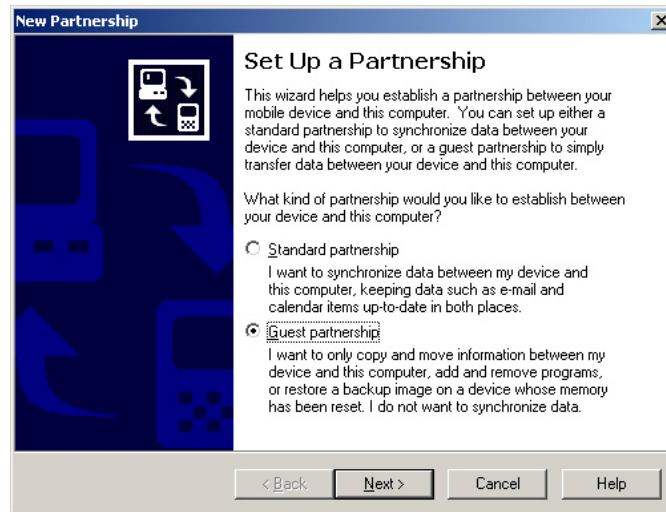 New Partnership
Set Up a Partnership
This wizard helps you establish a partnership between your
mobile device and this computer.  You can set up either a
standard partnership to synchronize data between your
device and this computer, or a guest partnership to simply
transfer data between your device and this computer.
What kind of partnership would you like to establish between
your device and this computer?
Standard partnership
I want to synchronize data between my device and
this computer, keeping data such as e-mail and
calendar items up-to-date in both places.
Guest partnership
I want to only copy and move information between my
device and this computer, add and remove programs,
or restore a backup image on a device whose memory
has been reset. I do not want to synchronize data.
< Back Next > Cancel Help